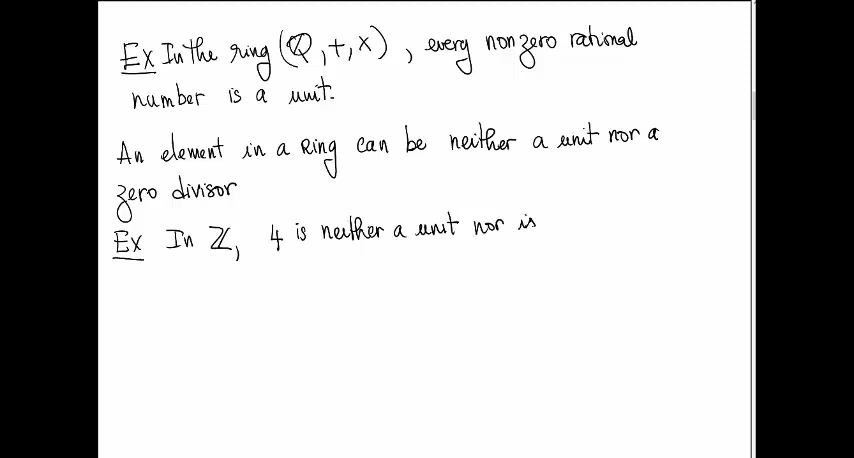 Ex In the ring (ℚ, +, ×), every nonzero rational
number is a unit.
An element in a Ring can be neither a unit nor a
zero divisor
Ex In ℤ, 4 is neither a unit nor is